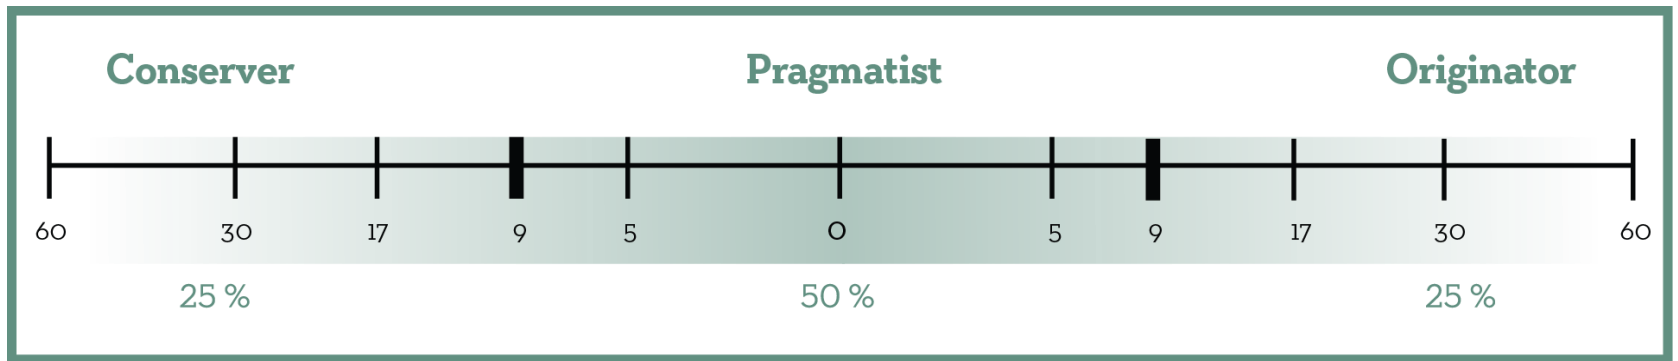 Conserver Pragmatist Originator
60 30 17 9 5 0 5 9 17 30 60
25 % 50 % 25 %